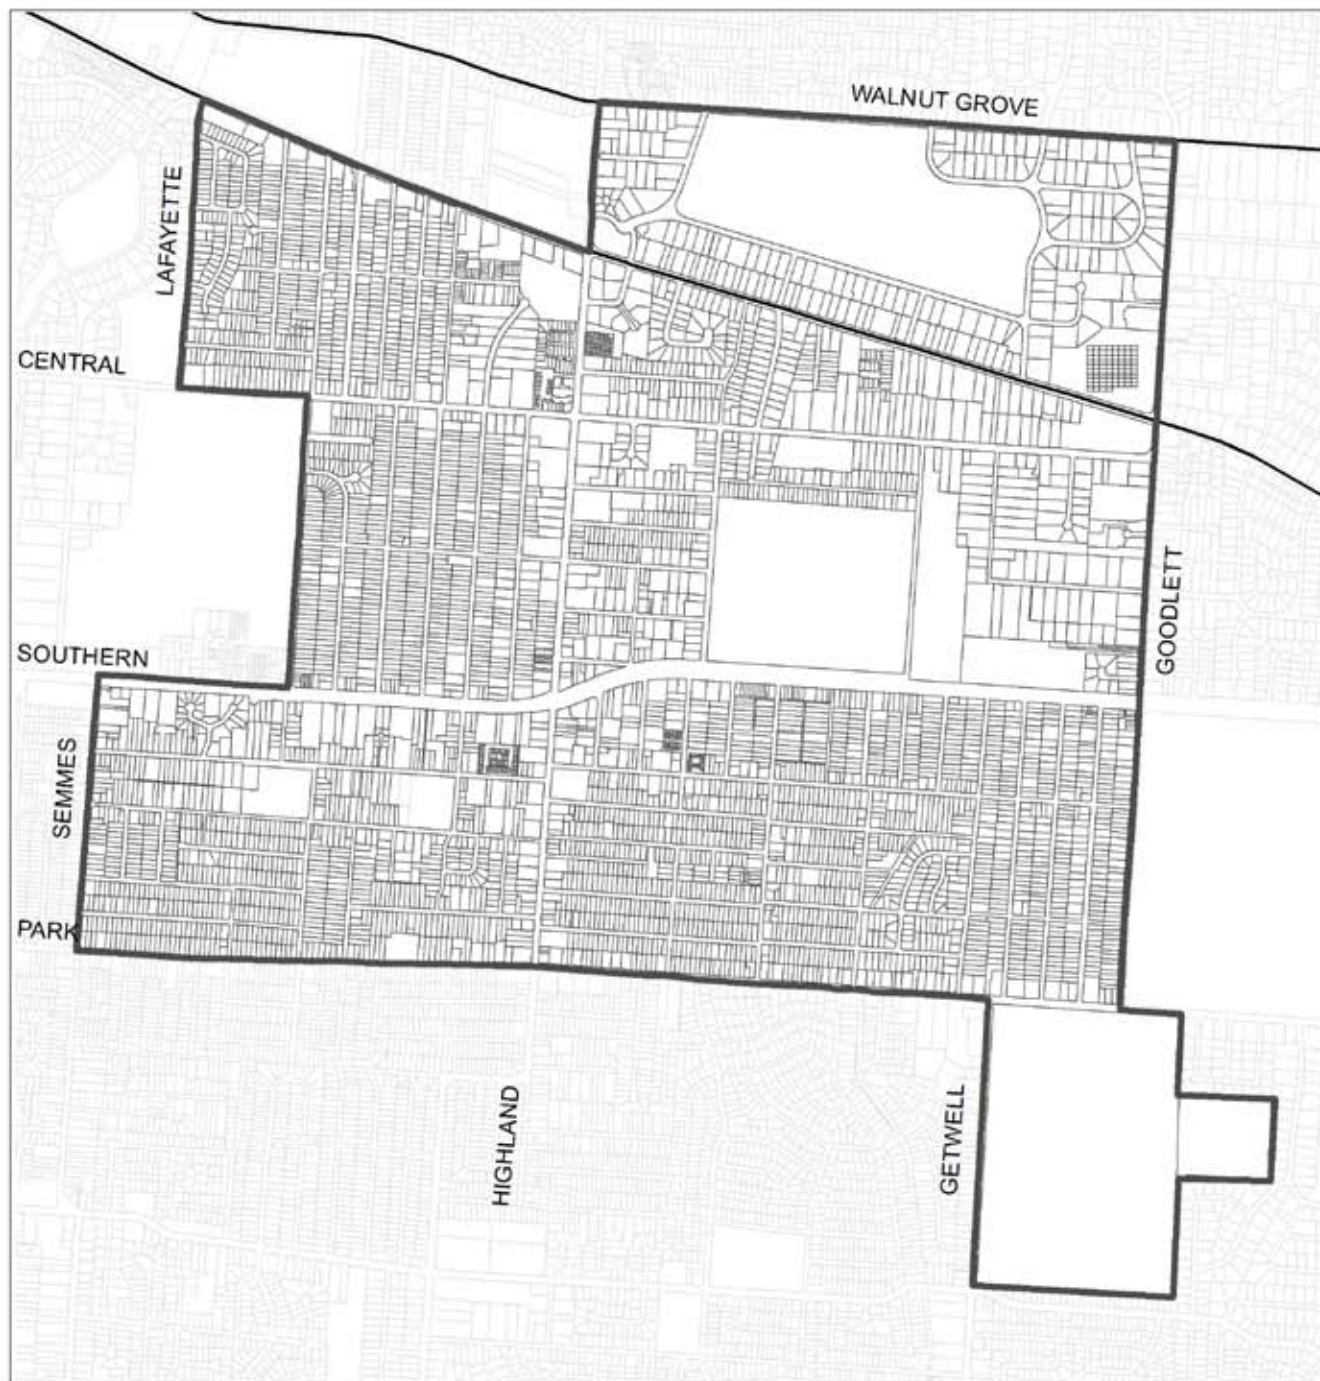 WALNUT GROVE
LAFAYETTE
CENTRAL
GOODLETT
SOUTHERN
SEMMES
PARK
HIGHLAND
GETWELL